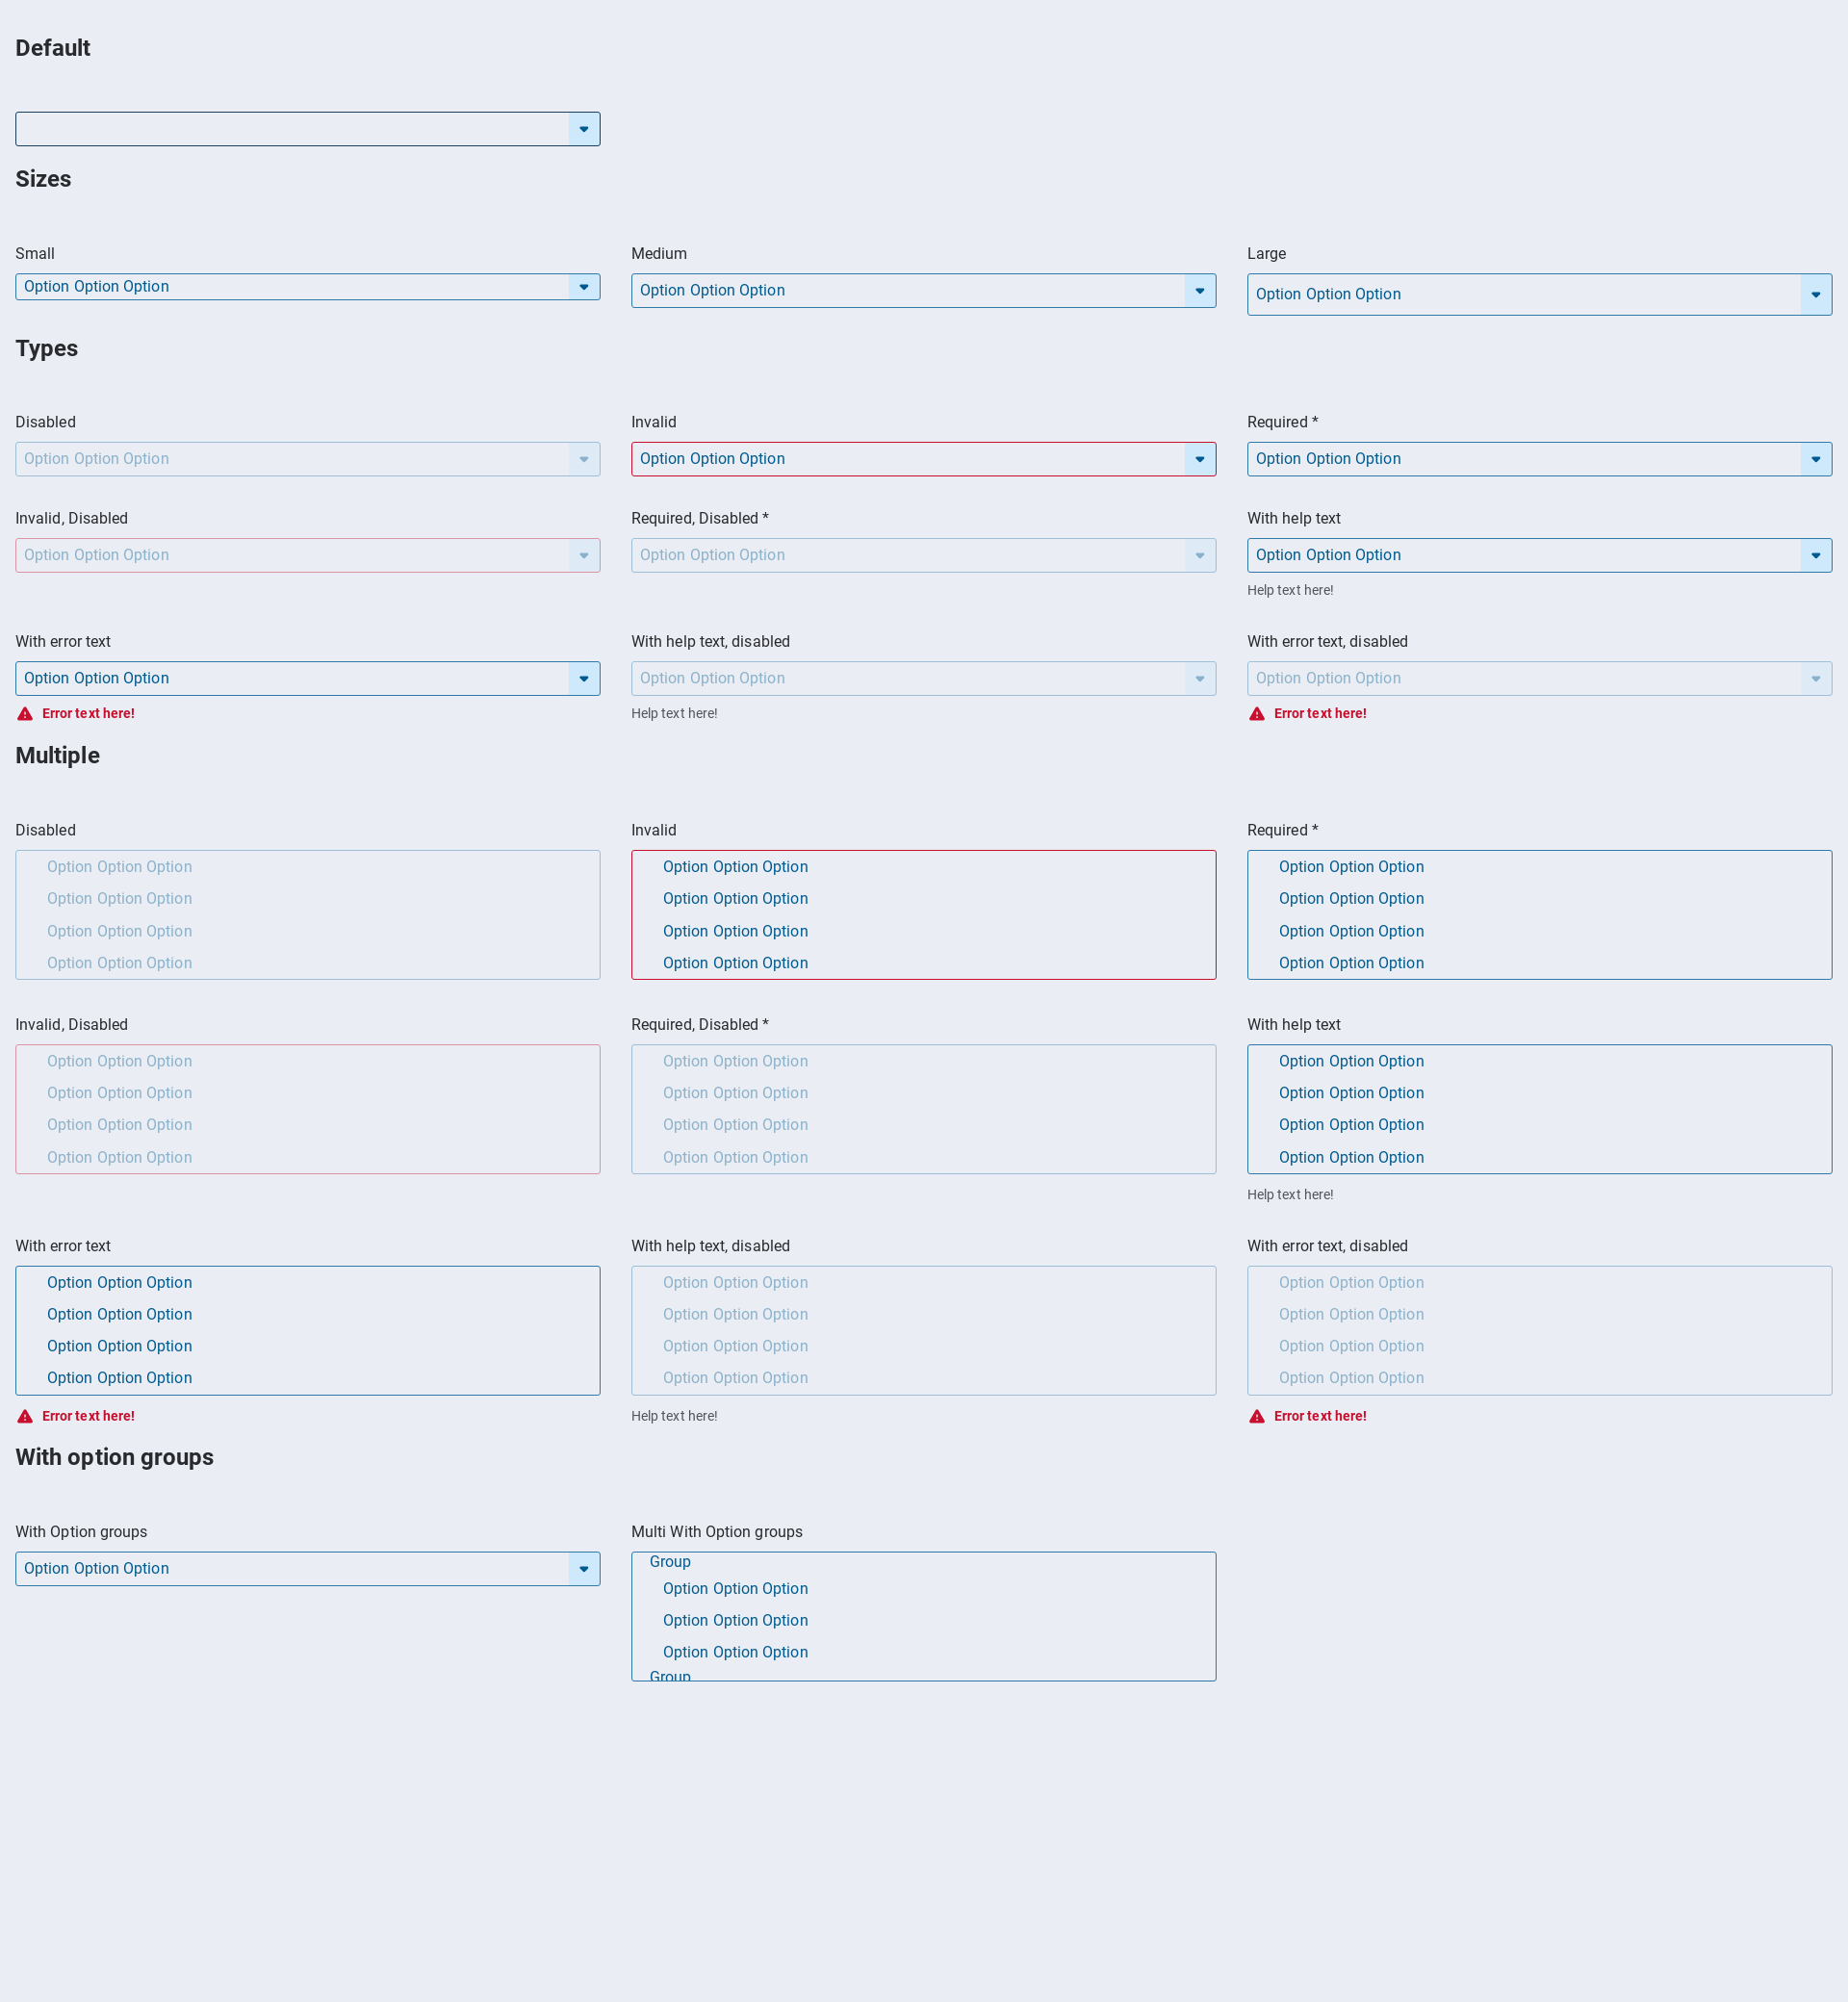 Default
Sizes
Small
Medium
Large
Option Option Option
Option Option Option
Option Option Option
Types
Disabled
Invalid
Required *
Option Option Option
Option Option Option
Option Option Option
Invalid, Disabled
Required, Disabled *
With help text
Option Option Option
Option Option Option
Option Option Option
Help text here!
With error text
With help text, disabled
With error text, disabled
Option Option Option
Option Option Option
Option Option Option
Error text here!
Help text here!
Error text here!
Multiple
Disabled
Option Option Option
Option Option Option
Option Option Option
Option Option Option
Invalid
Option Option Option
Option Option Option
Option Option Option
Option Option Option
Required *
Option Option Option
Option Option Option
Option Option Option
Option Option Option
Invalid, Disabled
Option Option Option
Option Option Option
Option Option Option
Option Option Option
Required, Disabled *
Option Option Option
Option Option Option
Option Option Option
Option Option Option
With help text
Option Option Option
Option Option Option
Option Option Option
Option Option Option
Help text here!
With error text
Option Option Option
Option Option Option
Option Option Option
Option Option Option
Error text here!
With help text, disabled
Option Option Option
Option Option Option
Option Option Option
Option Option Option
Help text here!
With error text, disabled
Option Option Option
Option Option Option
Option Option Option
Option Option Option
Error text here!
With option groups
With Option groups
Option Option Option
Multi With Option groups
Group
Option Option Option
Option Option Option
Option Option Option
Group